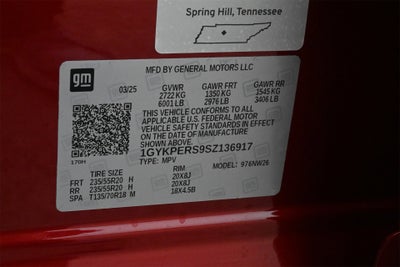 Spring Hill, Tennessee
gm
MFD BY GENERAL MOTORS LLC
03/25 GVWR GAWR FRT GAWR RR
2722 KG 1350 KG 1545 KG
6001 LB 2976 LB 3406 LB
THIS VEHICLE CONFORMS TO ALL APPLICABLE
U.S. FEDERAL MOTOR VEHICLE
SAFETY STANDARDS IN EFFECT
ON THE DATE OF MANUFACTURE
SHOWN ABOVE.
1GYKPERS9SZ136917
TYPE: MPV MODEL: 976NW26
170H
TIRE SIZE RIM
FRT 235/55R20 H 20X8J
RR 235/55R20 H 20X8J
SPA T135/70R18 M 18X4.5B